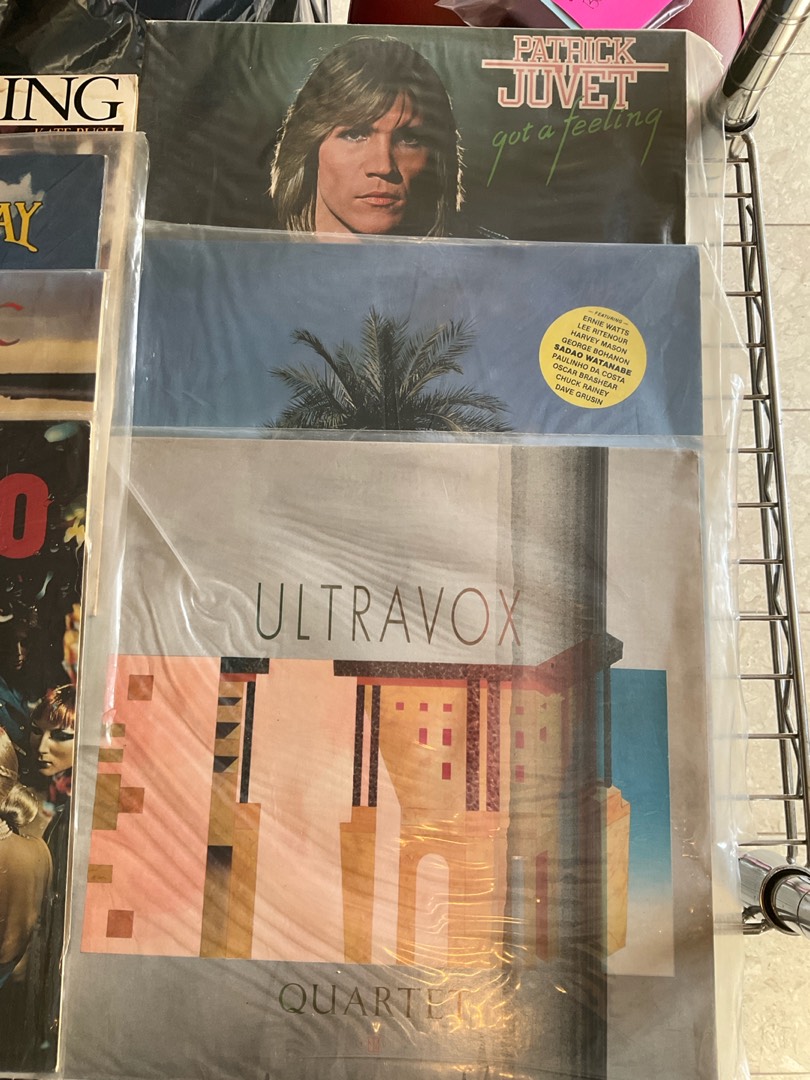 PATRICK
JUVET
got a feeling
ING
KATE BUSH
AY
C
O
— FEATURING —
ERNIE WATTS
LEE RITENOUR
HARVEY MASON
GEORGE BOHANON
SADAO WATANABE
PAULINHO DA COSTA
OSCAR BRASHEAR
CHUCK RAINEY
DAVE GRUSIN
ULTRAVOX
QUARTET